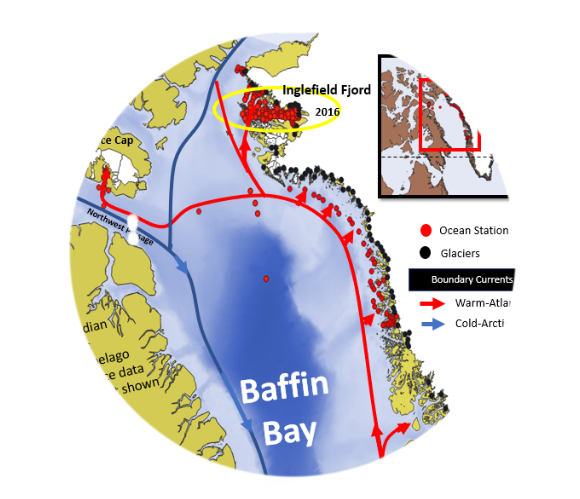 Inglefield Fjord
2016
ce Cap
Northwest P ssage
Ocean Station
Glaciers
Boundary Currents
Warm-Atla
Cold-Arcti
dian
elago
ce data
shown
Baffin
Bay